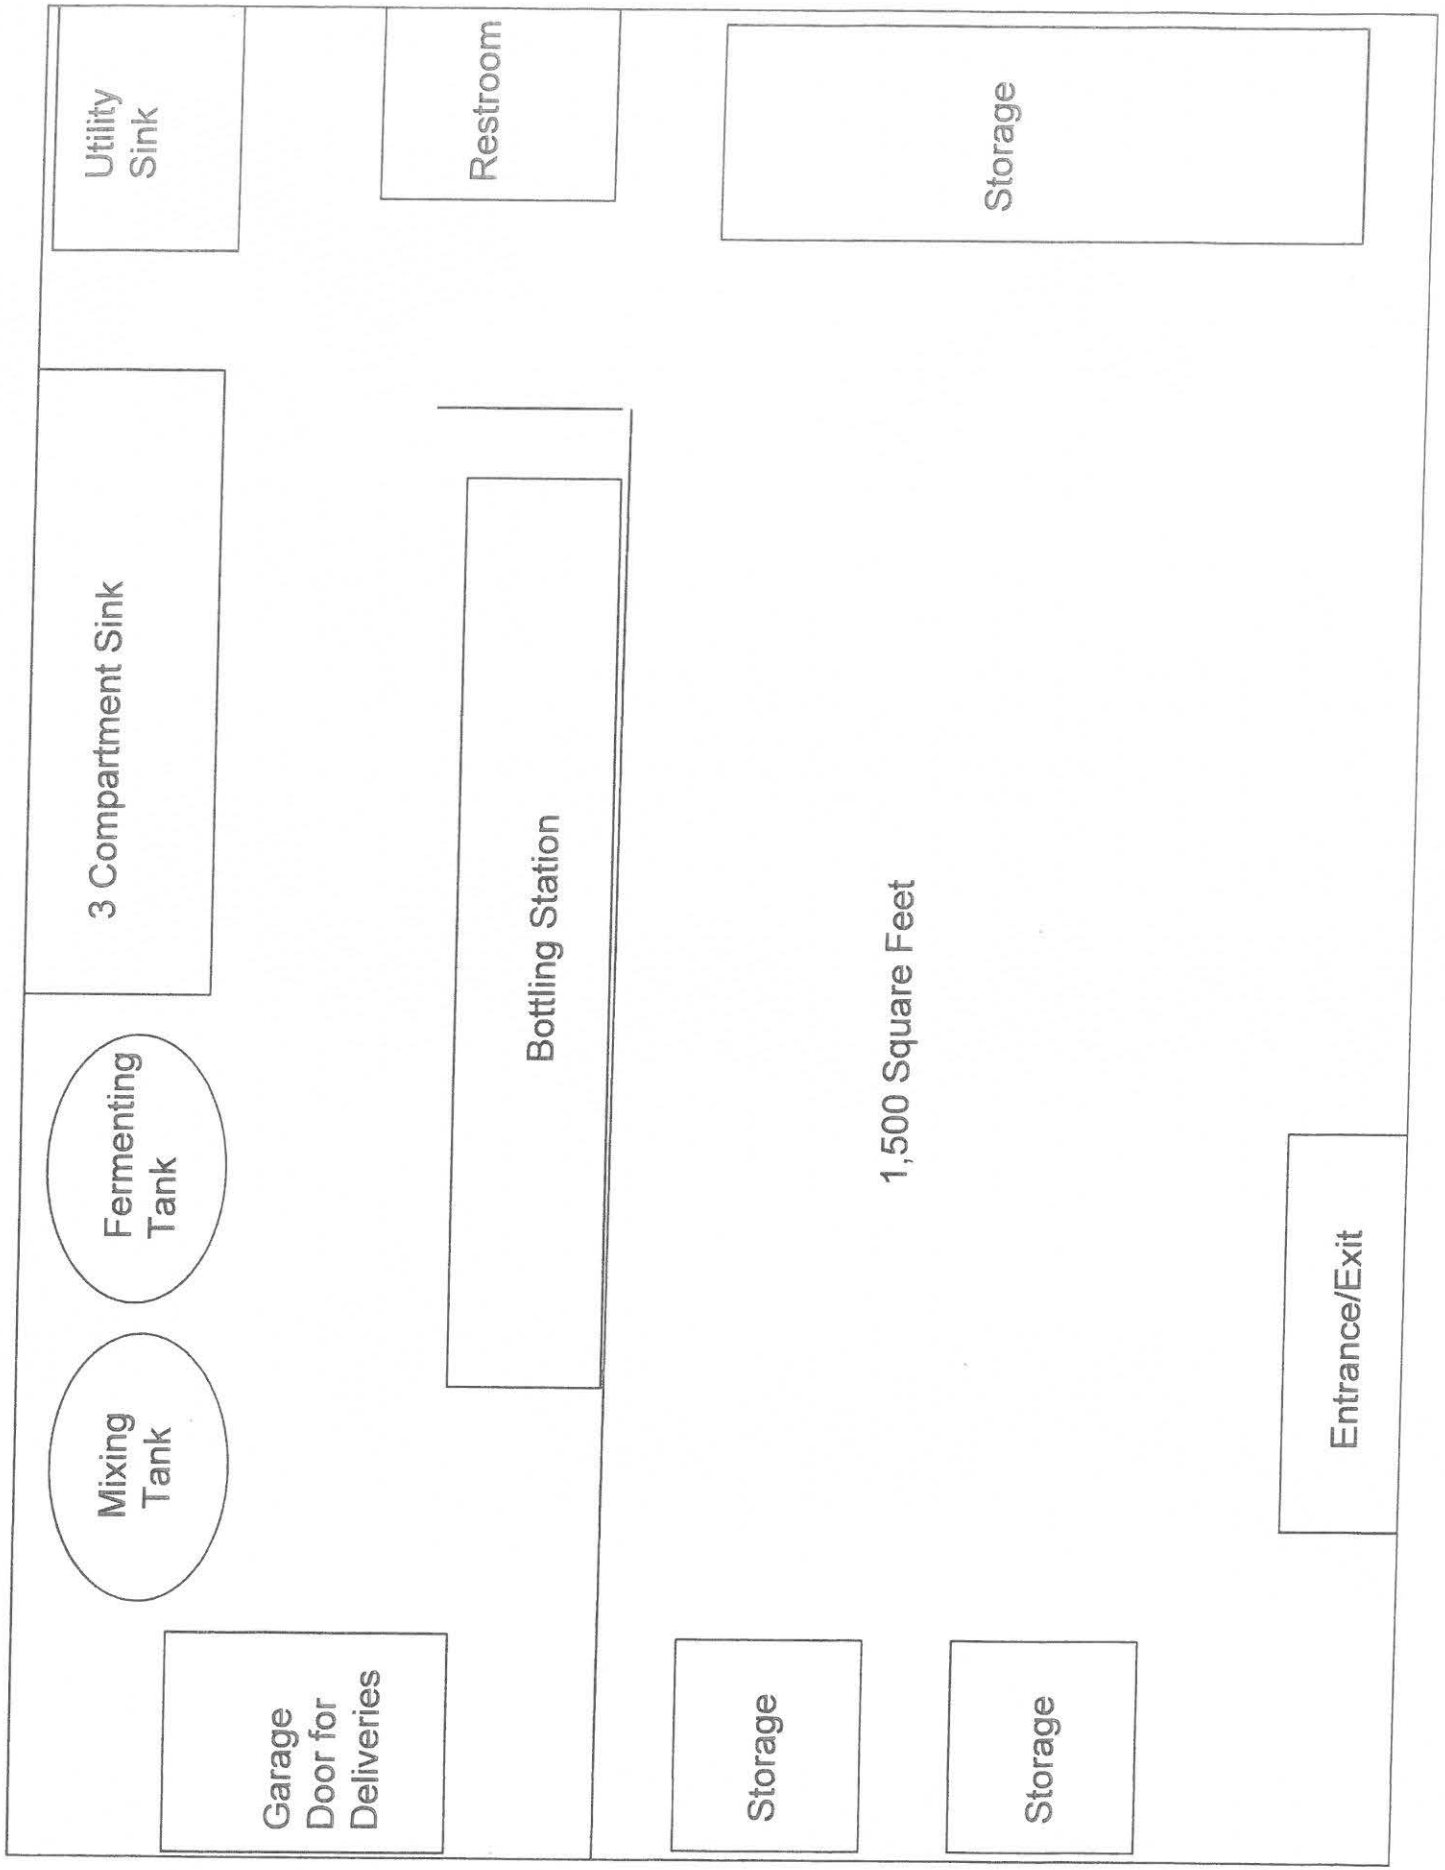 Mixing
Tank
Fermenting
Tank
3 Compartment Sink
Utility
Sink
Garage
Door for
Deliveries
Bottling Station
Restroom
Storage
1,500 Square Feet
Storage
Storage
Entrance/Exit